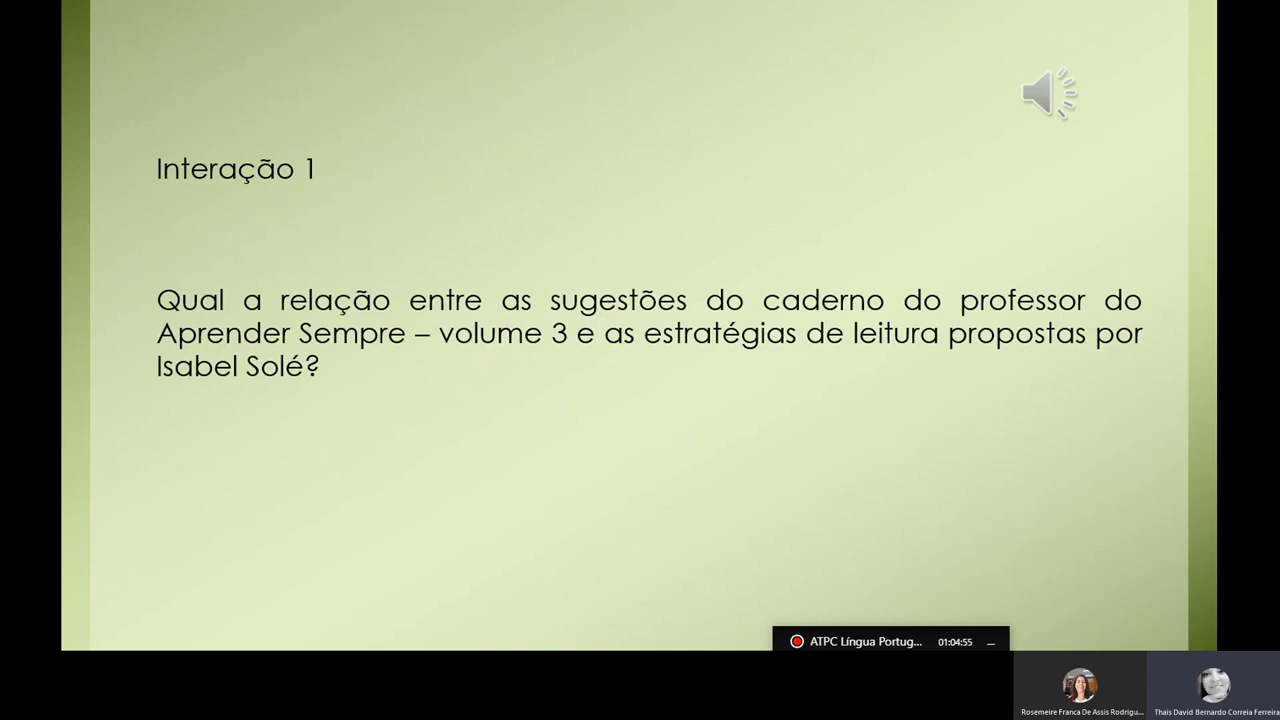 Interação 1
Qual a relação entre as sugestões do caderno do professor do
Aprender Sempre – volume 3 e as estratégias de leitura propostas por
Isabel Solé?
ATPC Língua Portug... 01:04:55
Rosemeire Franca De Assis Rodrigu... Thais David Bernardo Correia Ferreira